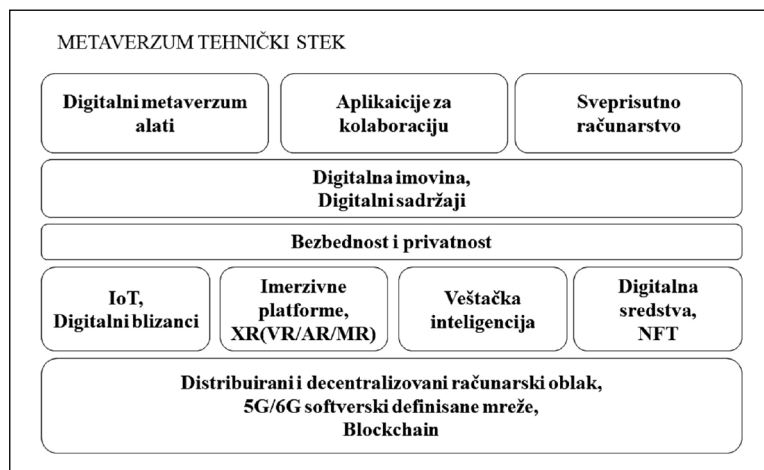 METAVERZUM TEHNIČKI STEK
Digitalni metaverzum
alati
Aplikaicije za
kolaboraciju
Sveprisutno
računarstvo
Digitalna imovina,
Digitalni sadržaji
Bezbednost i privatnost
IoT,
Digitalni blizanci
Imerzivne
platforme,
XR(VR/AR/MR)
Veštačka
inteligencija
Digitalna
sredstva,
NFT
Distribuirani i decentralizovani računarski oblak,
5G/6G softverski definisane mreže,
Blockchain